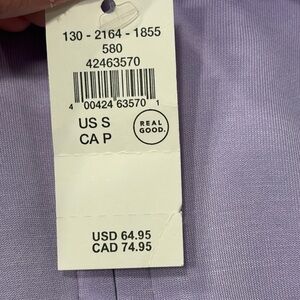 130 - 2164 - 1855
580
42463570
4 00424 63570 1
US S
CA P
REAL
GOOD.
USD 64.95
CAD 74.95